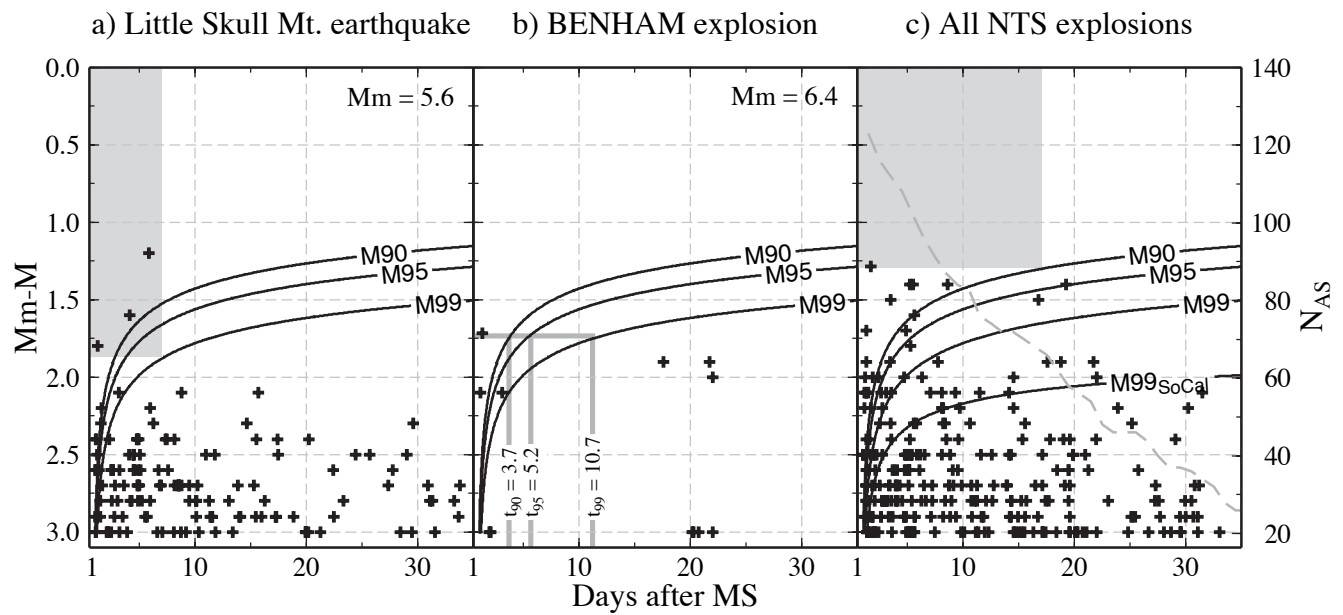 a) Little Skull Mt. earthquake b) BENHAM explosion c) All NTS explosions
0.0 0.5 1.0 1.5 2.0 2.5 3.0
Mm-M
Mm = 5.6
M90
M95
M99
1 10 20 30
Mm = 6.4
M90
M95
M99
t90 = 3.7
t95 = 5.2
t99 = 10.7
1 10 20 30
M90
M95
M99
M99SoCal
1 10 20 30
140 120 100 80 60 40 20
NAS
Days after MS